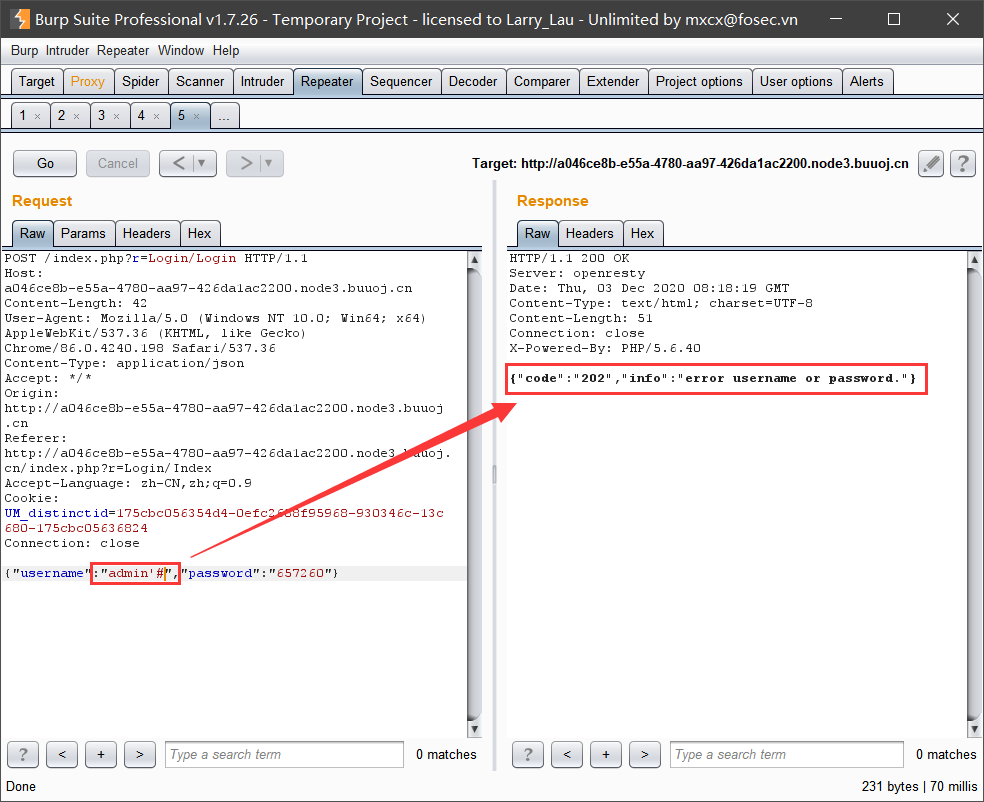 Burp Suite Professional v1.7.26 - Temporary Project - licensed to Larry_Lau - Unlimited by mxcx@fosec.vn
Burp Intruder Repeater Window Help
Target Proxy Spider Scanner Intruder Repeater Sequencer Decoder Comparer Extender Project options User options Alerts
1 × 2 × 3 × 4 × 5 × ...
Go Cancel < ▼ > ▼ Target: http://a046ce8b-e55a-4780-aa97-426da1ac2200.node3.buuoj.cn ?
Request
Raw Params Headers Hex
POST /index.php?r=Login/Login HTTP/1.1
Host:
a046ce8b-e55a-4780-aa97-426da1ac2200.node3.buuoj.cn
Content-Length: 42
User-Agent: Mozilla/5.0 (Windows NT 10.0; Win64; x64)
AppleWebKit/537.36 (KHTML, like Gecko)
Chrome/86.0.4240.198 Safari/537.36
Content-Type: application/json
Accept: */*
Origin:
http://a046ce8b-e55a-4780-aa97-426da1ac2200.node3.buuoj
.cn
Referer:
http://a046ce8b-e55a-4780-aa97-426da1ac2200.node3.buuoj.
cn/index.php?r=Login/Index
Accept-Language: zh-CN,zh;q=0.9
Cookie:
UM_distinctid=175cbc056354d4-0efc2688f95968-930346c-13c
680-175cbc05636824
Connection: close
{"username":"admin'#","password":"657260"}
? < + > Type a search term 0 matches
Response
Raw Headers Hex
HTTP/1.1 200 OK
Server: openresty
Date: Thu, 03 Dec 2020 08:18:19 GMT
Content-Type: text/html; charset=UTF-8
Content-Length: 51
Connection: close
X-Powered-By: PHP/5.6.40
{"code":"202","info":"error username or password."}
? < + > Type a search term 0 matches
Done 231 bytes | 70 millis